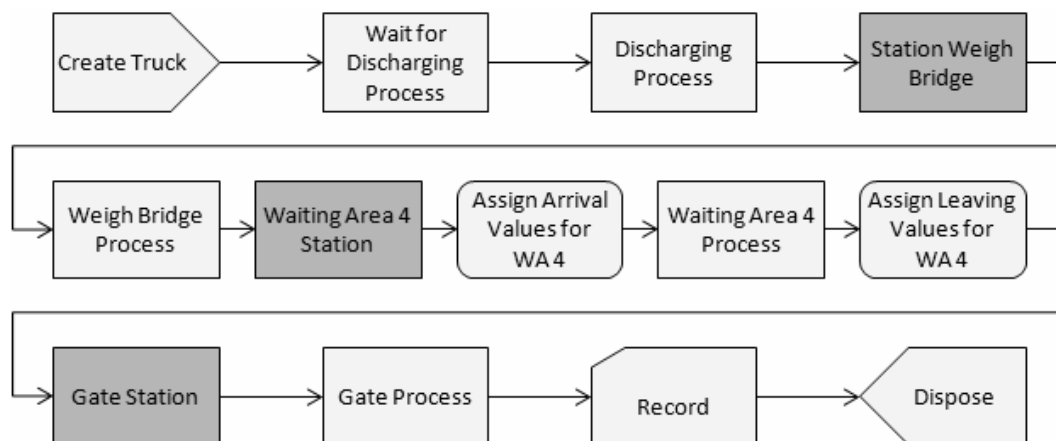 Create Truck
Wait for
Discharging
Process
Discharging
Process
Station Weigh
Bridge
Weigh Bridge
Process
Waiting Area 4
Station
Assign Arrival
Values for
WA 4
Waiting Area 4
Process
Assign Leaving
Values for
WA 4
Gate Station
Gate Process
Record
Dispose